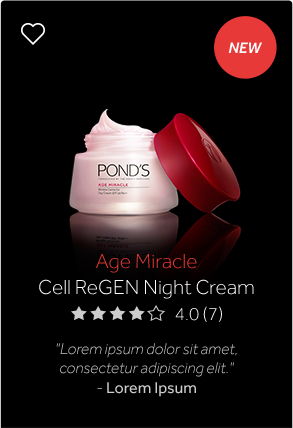 NEW
POND'S
AGE MIRACLE
Age Miracle
Cell ReGEN Night Cream
4.0 (7)
"Lorem ipsum dolor sit amet,
consectetur adipiscing elit."
- Lorem Ipsum